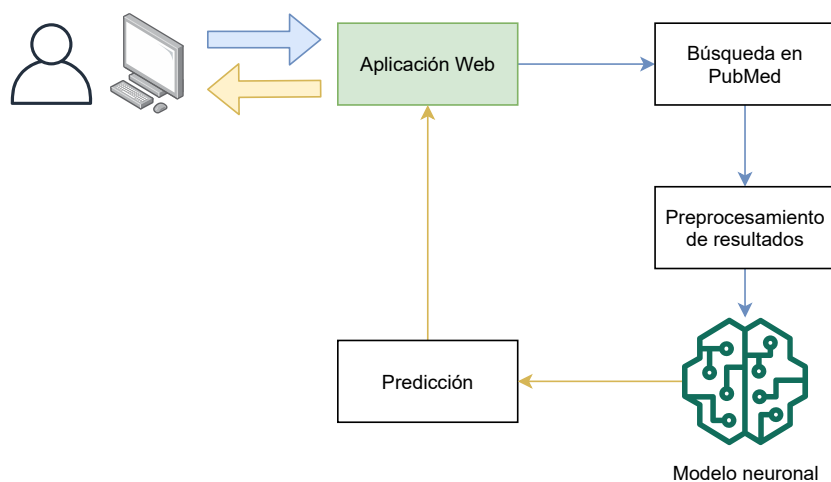 Aplicación Web
Búsqueda en
PubMed
Preprocesamiento
de resultados
Predicción
Modelo neuronal